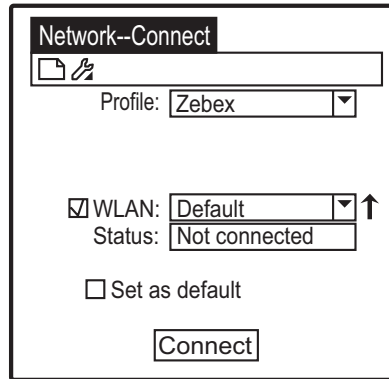 Network--Connect
Profile: Zebex
WLAN: Default
Status: Not connected
Set as default
Connect